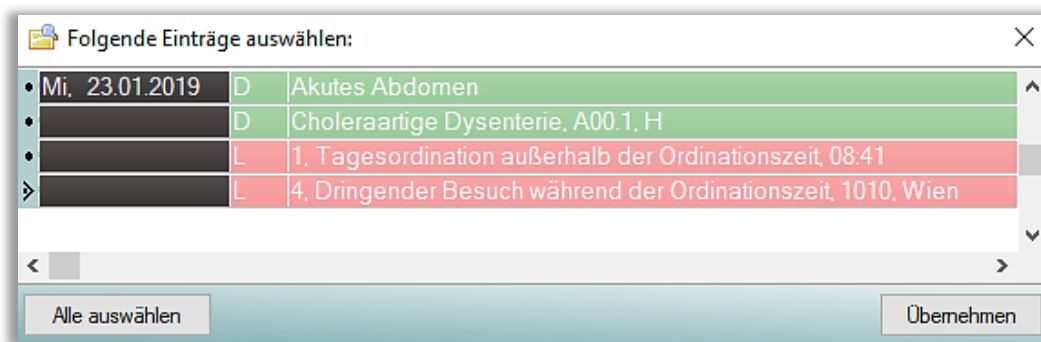 Folgende Einträge auswählen:
Mi, 23.01.2019 D Akutes Abdomen
D Choleraartige Dysenterie, A00.1, H
L 1, Tagesordination außerhalb der Ordinationszeit, 08:41
L 4, Dringender Besuch während der Ordinationszeit, 1010, Wien
Alle auswählen Übernehmen